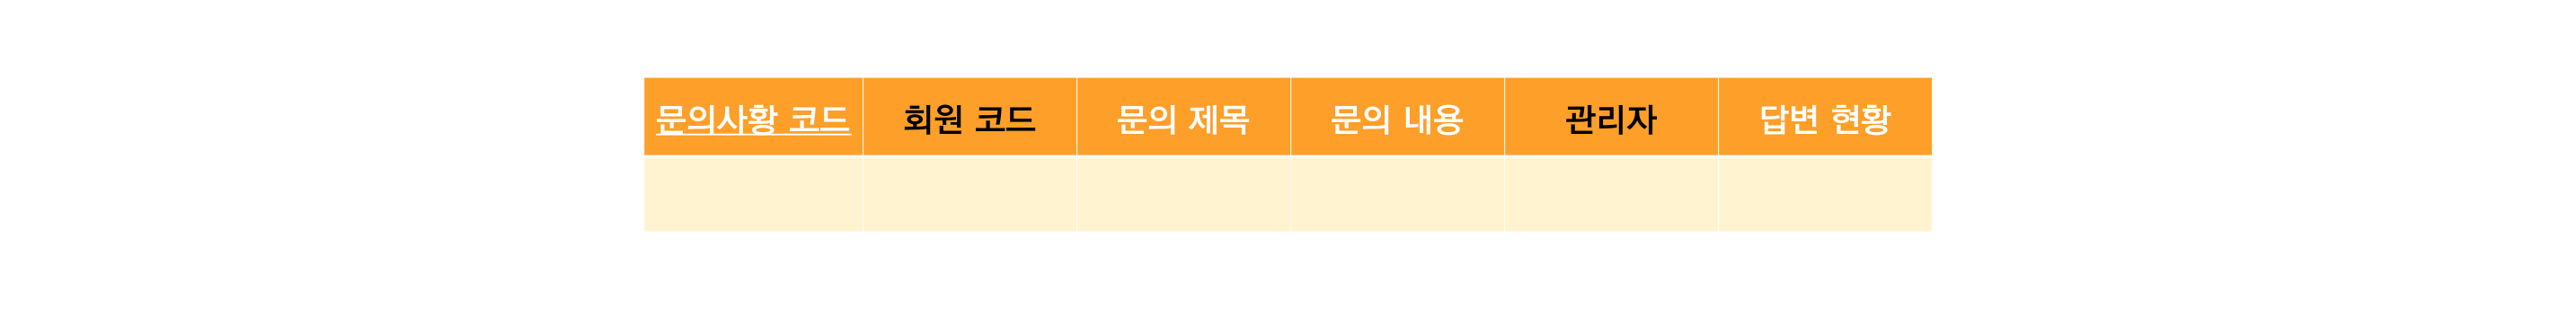 문의사황 코드 회원 코드 문의 제목 문의 내용 관리자 답변 현황